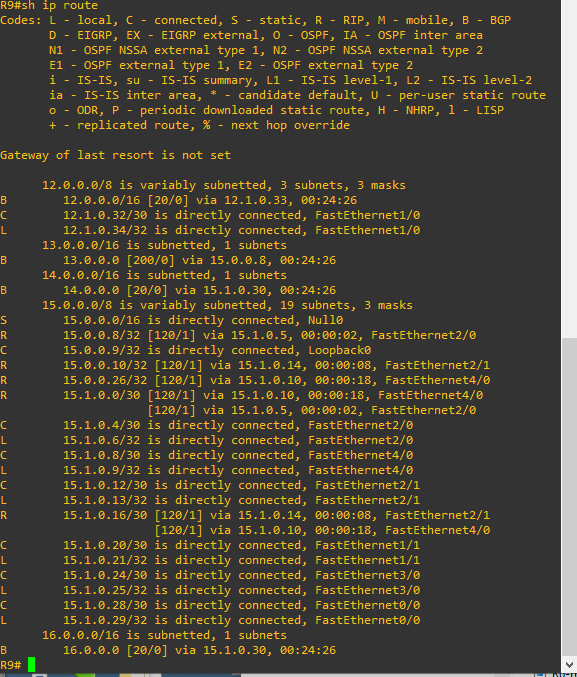 R9#sh ip route
Codes: L - local, C - connected, S - static, R - RIP, M - mobile, B - BGP
       D - EIGRP, EX - EIGRP external, O - OSPF, IA - OSPF inter area
       N1 - OSPF NSSA external type 1, N2 - OSPF NSSA external type 2
       E1 - OSPF external type 1, E2 - OSPF external type 2
       i - IS-IS, su - IS-IS summary, L1 - IS-IS level-1, L2 - IS-IS level-2
       ia - IS-IS inter area, * - candidate default, U - per-user static route
       o - ODR, P - periodic downloaded static route, H - NHRP, l - LISP
       + - replicated route, % - next hop override
Gateway of last resort is not set
      12.0.0.0/8 is variably subnetted, 3 subnets, 3 masks
B        12.0.0.0/16 [20/0] via 12.1.0.33, 00:24:26
C        12.1.0.32/30 is directly connected, FastEthernet1/0
L        12.1.0.34/32 is directly connected, FastEthernet1/0
      13.0.0.0/16 is subnetted, 1 subnets
B        13.0.0.0 [200/0] via 15.0.0.8, 00:24:26
      14.0.0.0/16 is subnetted, 1 subnets
B        14.0.0.0 [20/0] via 15.1.0.30, 00:24:26
      15.0.0.0/8 is variably subnetted, 19 subnets, 3 masks
S        15.0.0.0/16 is directly connected, Null0
R        15.0.0.8/32 [120/1] via 15.1.0.5, 00:00:02, FastEthernet2/0
C        15.0.0.9/32 is directly connected, Loopback0
R        15.0.0.10/32 [120/1] via 15.1.0.14, 00:00:08, FastEthernet2/1
R        15.0.0.26/32 [120/1] via 15.1.0.10, 00:00:18, FastEthernet4/0
R        15.1.0.0/30 [120/1] via 15.1.0.10, 00:00:18, FastEthernet4/0
                     [120/1] via 15.1.0.5, 00:00:02, FastEthernet2/0
C        15.1.0.4/30 is directly connected, FastEthernet2/0
L        15.1.0.6/32 is directly connected, FastEthernet2/0
C        15.1.0.8/30 is directly connected, FastEthernet4/0
L        15.1.0.9/32 is directly connected, FastEthernet4/0
C        15.1.0.12/30 is directly connected, FastEthernet2/1
L        15.1.0.13/32 is directly connected, FastEthernet2/1
R        15.1.0.16/30 [120/1] via 15.1.0.14, 00:00:08, FastEthernet2/1
                      [120/1] via 15.1.0.10, 00:00:18, FastEthernet4/0
C        15.1.0.20/30 is directly connected, FastEthernet1/1
L        15.1.0.21/32 is directly connected, FastEthernet1/1
C        15.1.0.24/30 is directly connected, FastEthernet3/0
L        15.1.0.25/32 is directly connected, FastEthernet3/0
C        15.1.0.28/30 is directly connected, FastEthernet0/0
L        15.1.0.29/32 is directly connected, FastEthernet0/0
      16.0.0.0/16 is subnetted, 1 subnets
B        16.0.0.0 [20/0] via 15.1.0.30, 00:24:26
R9#